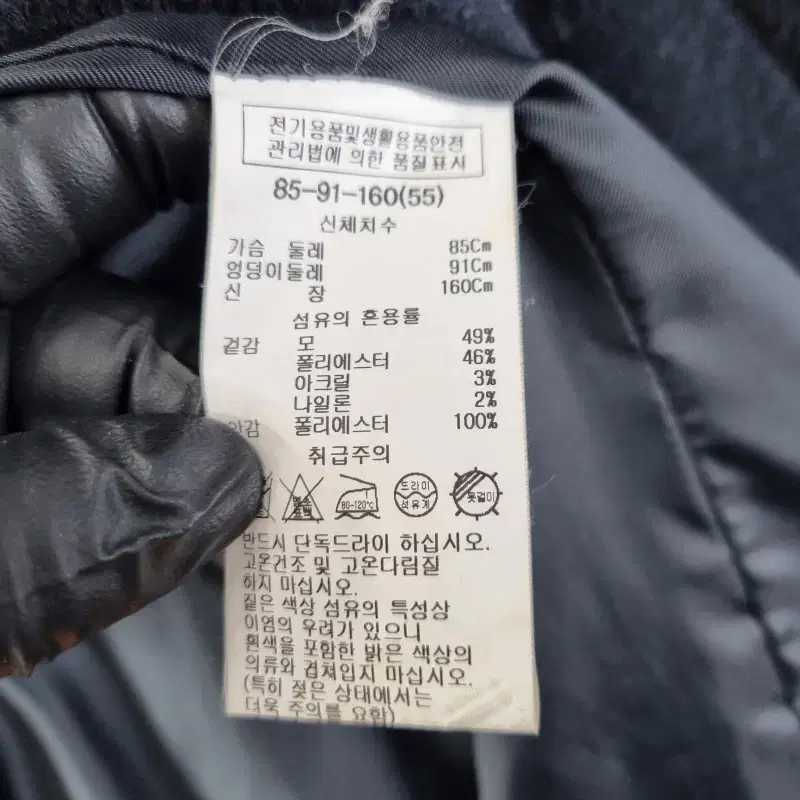 전기용품및생활용품안전
관리법에 의한 품질표시
85-91-160(55)
신체치수
가슴 둘레 85Cm
엉덩이둘레 91Cm
신 장 160Cm
섬유의 혼용률
겉감 모 49%
폴리에스터 46%
아크릴 3%
나일론 2%
안감 폴리에스터 100%
취급주의
염소 표백
80-120℃
드라이
석유계
옷걸이
반드시 단독드라이 하십시오.
고온건조 및 고온다림질
하지 마십시오.
짙은 색상 섬유의 특성상
이염의 우려가 있으니
흰색을 포함한 밝은 색상의
의류와 겹쳐입지 마십시오.
(특히 젖은 상태에서는
더욱 주의를 요함)